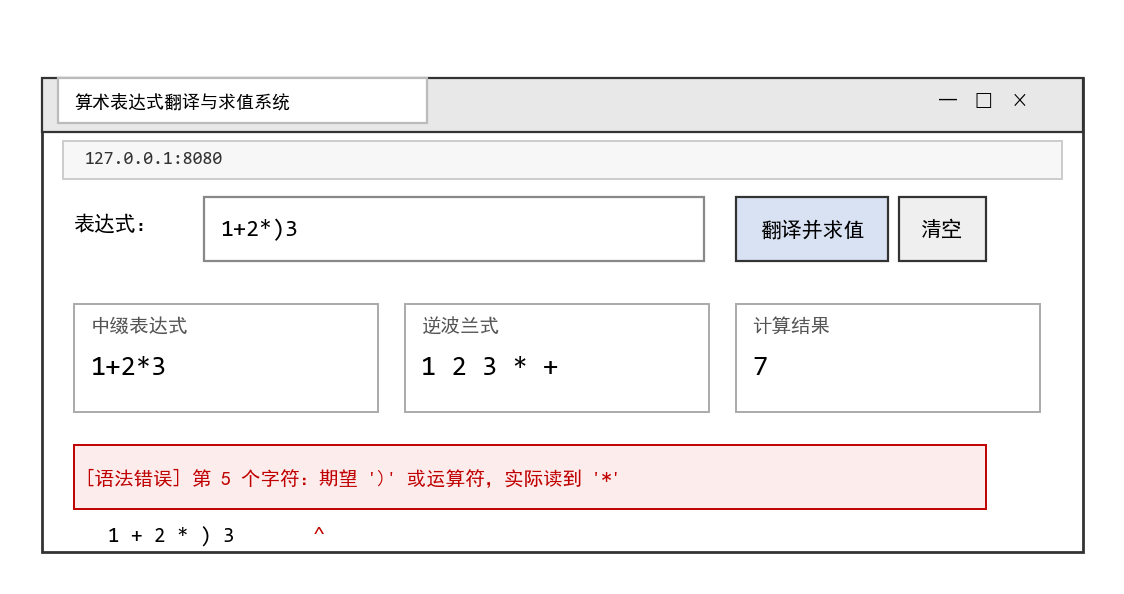 算术表达式翻译与求值系统
127.0.0.1:8080
表达式：
1+2*)3
翻译并求值
清空
中缀表达式
1+2*3
逆波兰式
1 2 3 * +
计算结果
7
[语法错误] 第 5 个字符：期望 ')' 或运算符，实际读到 '*'
1 + 2 * ) 3 ^